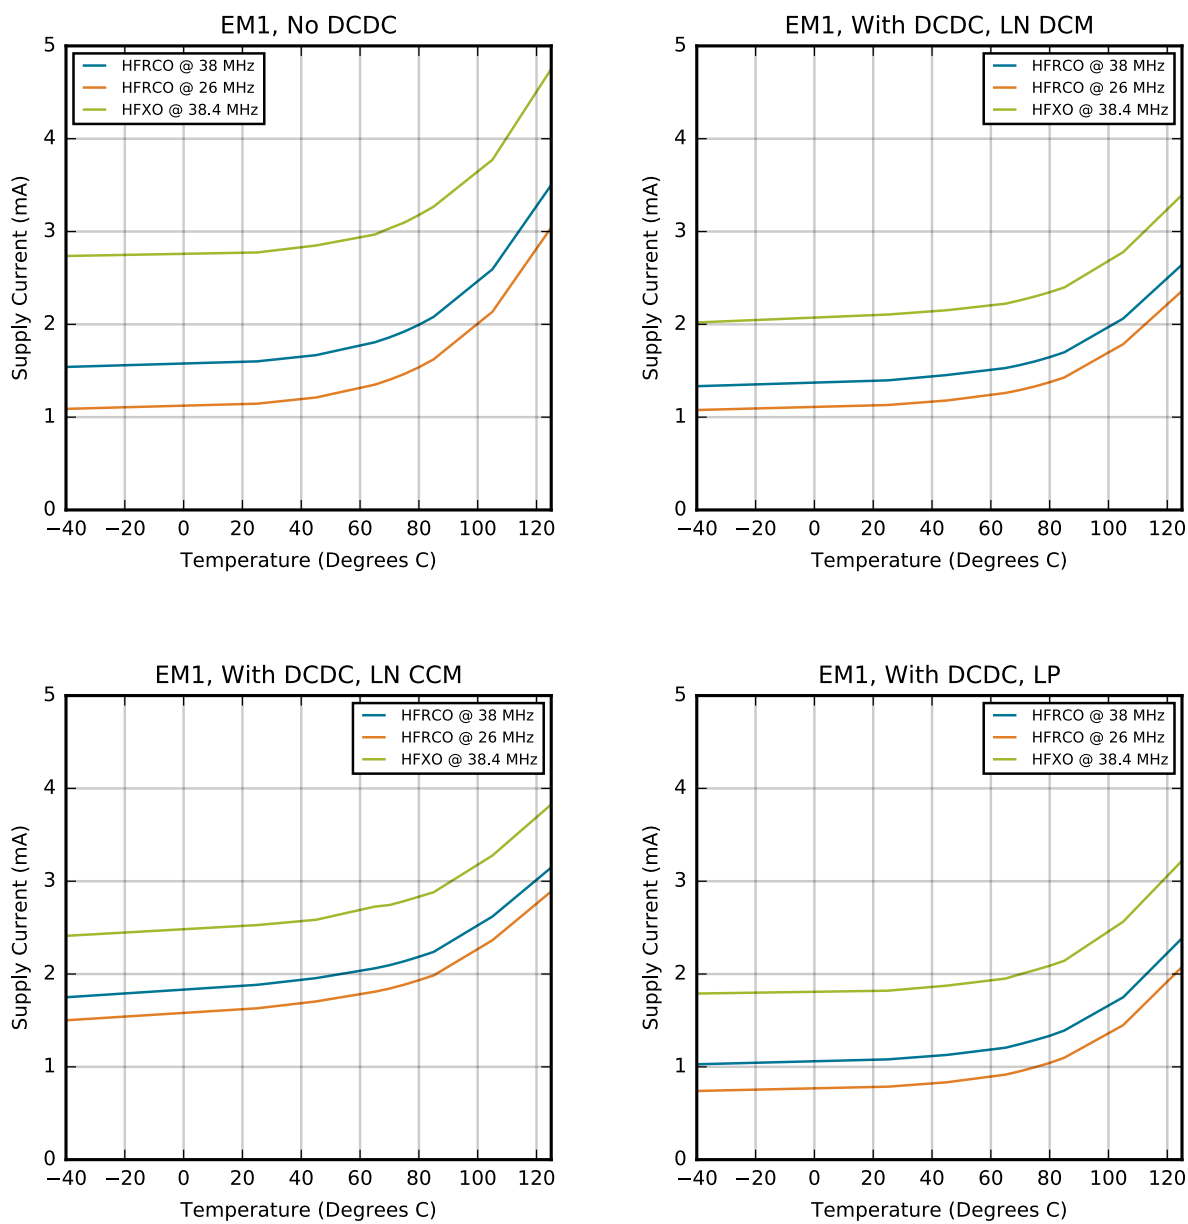 EM1, No DCDC
HFRCO @ 38 MHz
HFRCO @ 26 MHz
HFXO @ 38.4 MHz
5
4
3
2
1
0
Supply Current (mA)
−40 −20 0 20 40 60 80 100 120
Temperature (Degrees C)
EM1, With DCDC, LN DCM
HFRCO @ 38 MHz
HFRCO @ 26 MHz
HFXO @ 38.4 MHz
5
4
3
2
1
0
Supply Current (mA)
−40 −20 0 20 40 60 80 100 120
Temperature (Degrees C)
EM1, With DCDC, LN CCM
HFRCO @ 38 MHz
HFRCO @ 26 MHz
HFXO @ 38.4 MHz
5
4
3
2
1
0
Supply Current (mA)
−40 −20 0 20 40 60 80 100 120
Temperature (Degrees C)
EM1, With DCDC, LP
HFRCO @ 38 MHz
HFRCO @ 26 MHz
HFXO @ 38.4 MHz
5
4
3
2
1
0
Supply Current (mA)
−40 −20 0 20 40 60 80 100 120
Temperature (Degrees C)